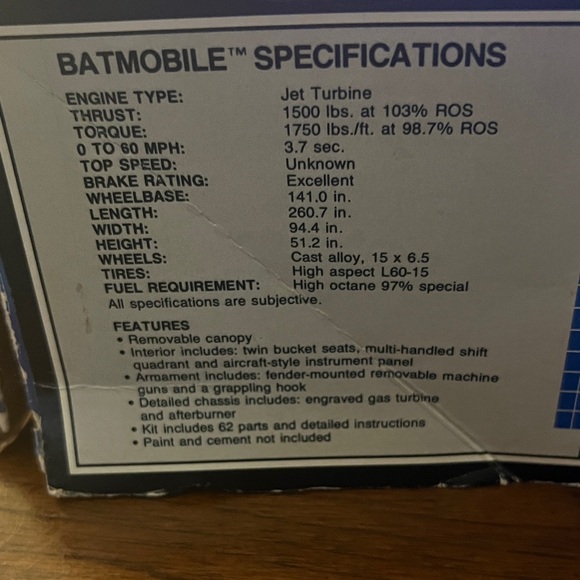 BATMOBILE™ SPECIFICATIONS
ENGINE TYPE: Jet Turbine
THRUST: 1500 lbs. at 103% ROS
TORQUE: 1750 lbs./ft. at 98.7% ROS
0 TO 60 MPH: 3.7 sec.
TOP SPEED: Unknown
BRAKE RATING: Excellent
WHEELBASE: 141.0 in.
LENGTH: 260.7 in.
WIDTH: 94.4 in.
HEIGHT: 51.2 in.
WHEELS: Cast alloy, 15 x 6.5
TIRES: High aspect L60-15
FUEL REQUIREMENT: High octane 97% special
All specifications are subjective.
FEATURES
• Removable canopy
• Interior includes: twin bucket seats, multi-handled shift
quadrant and aircraft-style instrument panel
• Armament includes: fender-mounted removable machine
guns and a grappling hook
• Detailed chassis includes: engraved gas turbine
and afterburner
• Kit includes 62 parts and detailed instructions
• Paint and cement not included